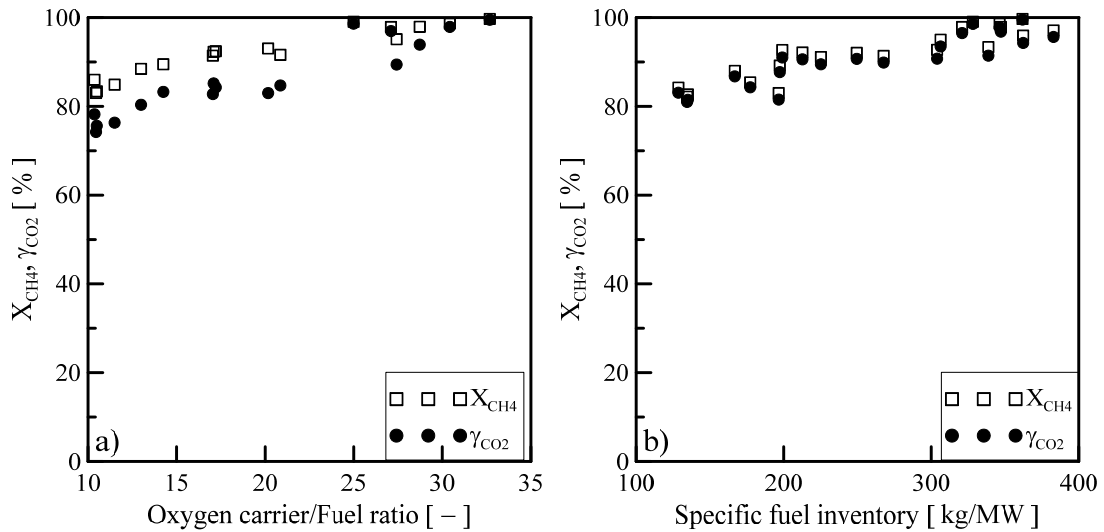 100
80
60
40
20
0
X_CH4, γ_CO2 [ % ]
X_CH4
γ_CO2
a)
10 15 20 25 30 35
Oxygen carrier/Fuel ratio [ – ]
100
80
60
40
20
0
X_CH4, γ_CO2 [ % ]
X_CH4
γ_CO2
b)
100 200 300 400
Specific fuel inventory [ kg/MW ]